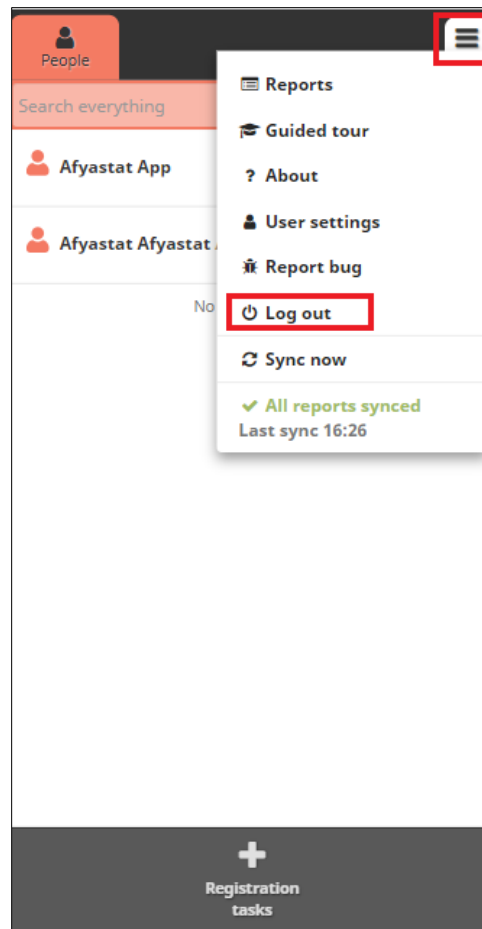 People
Search everything
Afyastat App
Afyastat Afyastat
No
Reports
Guided tour
? About
User settings
Report bug
Log out
Sync now
All reports synced
Last sync 16:26
Registration
tasks